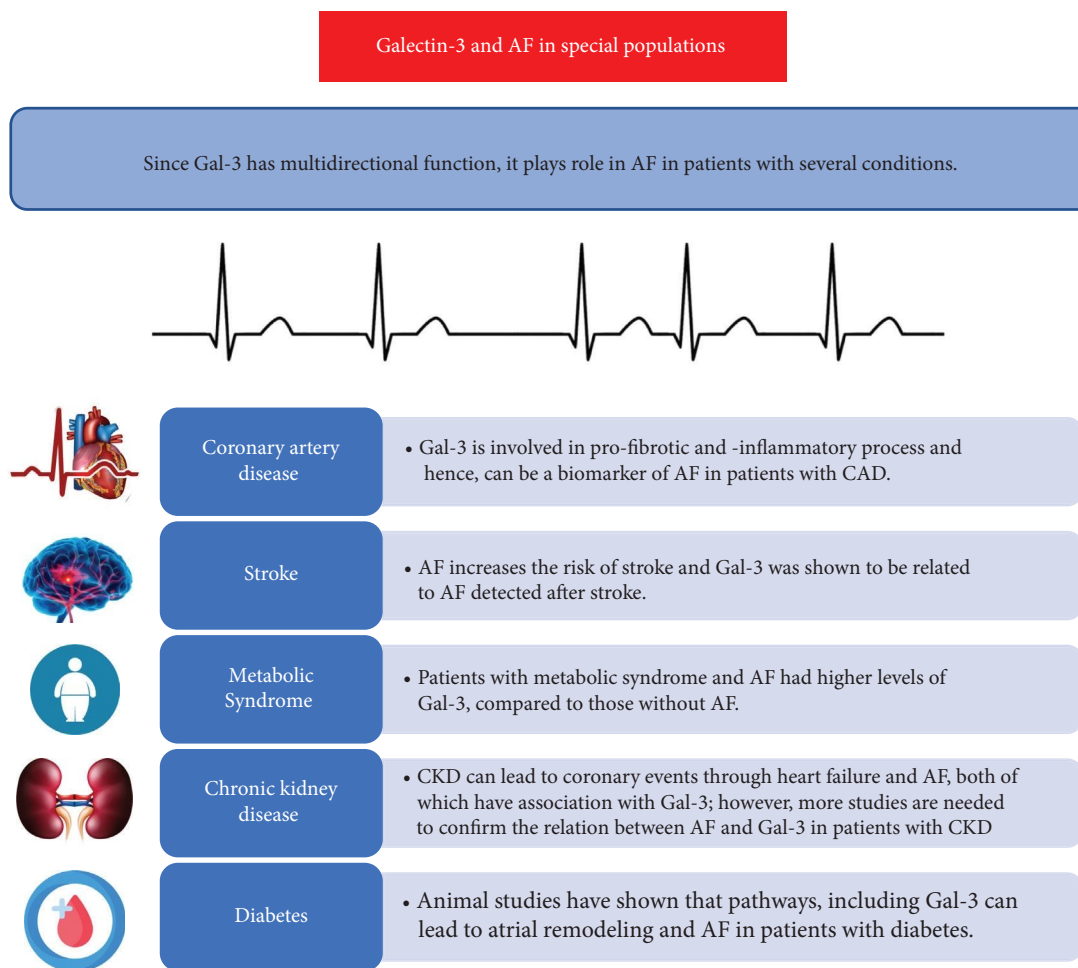 Galectin-3 and AF in special populations
Since Gal-3 has multidirectional function, it plays role in AF in patients with several conditions.
Coronary artery
disease
• Gal-3 is involved in pro-fibrotic and -inflammatory process and
hence, can be a biomarker of AF in patients with CAD.
Stroke
• AF increases the risk of stroke and Gal-3 was shown to be related
to AF detected after stroke.
Metabolic
Syndrome
• Patients with metabolic syndrome and AF had higher levels of
Gal-3, compared to those without AF.
Chronic kidney
disease
• CKD can lead to coronary events through heart failure and AF, both of
which have association with Gal-3; however, more studies are needed
to confirm the relation between AF and Gal-3 in patients with CKD
Diabetes
• Animal studies have shown that pathways, including Gal-3 can
lead to atrial remodeling and AF in patients with diabetes.